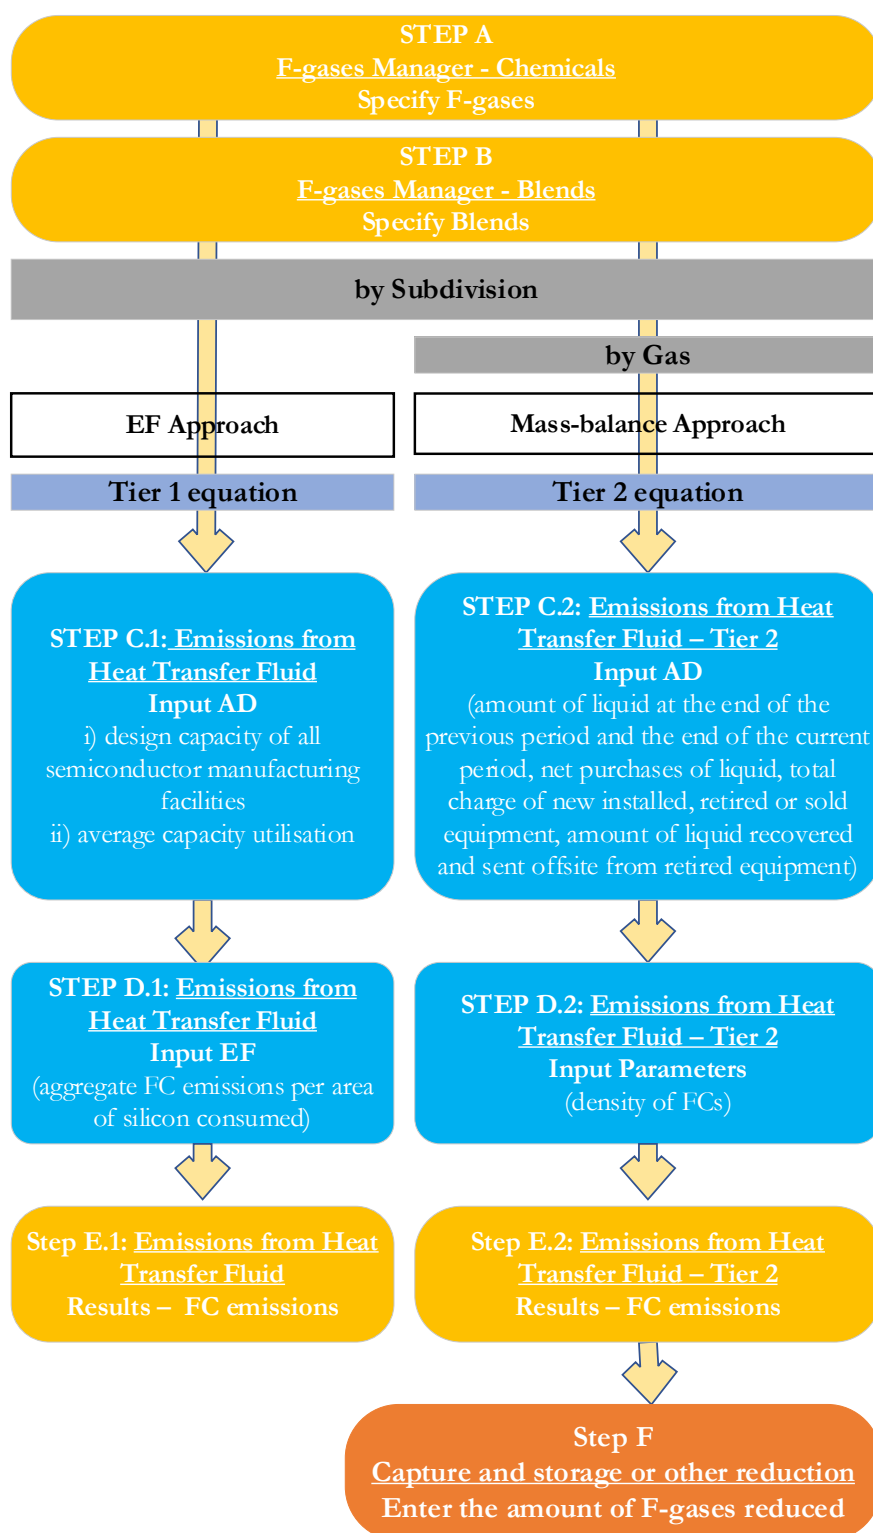 STEP A
F-gases Manager - Chemicals
Specify F-gases
STEP B
F-gases Manager - Blends
Specify Blends
by Subdivision
by Gas
EF Approach
Mass-balance Approach
Tier 1 equation
Tier 2 equation
STEP C.1: Emissions from
Heat Transfer Fluid
Input AD
i) design capacity of all
semiconductor manufacturing
facilities
ii) average capacity utilisation
STEP C.2: Emissions from Heat
Transfer Fluid – Tier 2
Input AD
(amount of liquid at the end of the
previous period and the end of the current
period, net purchases of liquid, total
charge of new installed, retired or sold
equipment, amount of liquid recovered
and sent offsite from retired equipment)
STEP D.1: Emissions from
Heat Transfer Fluid
Input EF
(aggregate FC emissions per area
of silicon consumed)
STEP D.2: Emissions from Heat
Transfer Fluid – Tier 2
Input Parameters
(density of FCs)
Step E.1: Emissions from Heat
Transfer Fluid
Results – FC emissions
Step E.2: Emissions from Heat
Transfer Fluid – Tier 2
Results – FC emissions
Step F
Capture and storage or other reduction
Enter the amount of F-gases reduced